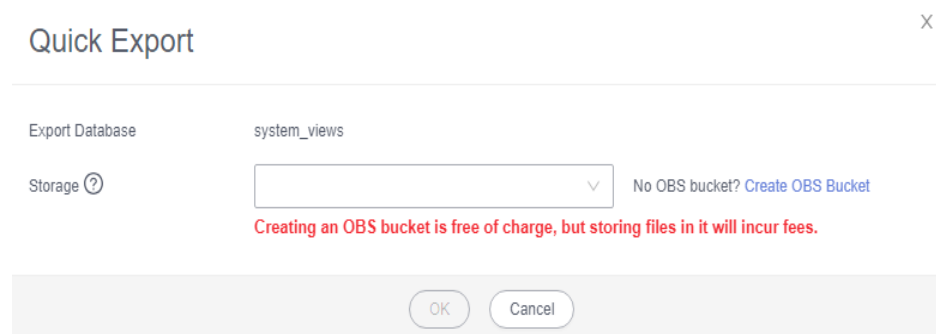 Quick Export
X
Export Database system_views
Storage ? No OBS bucket? Create OBS Bucket
Creating an OBS bucket is free of charge, but storing files in it will incur fees.
OK Cancel